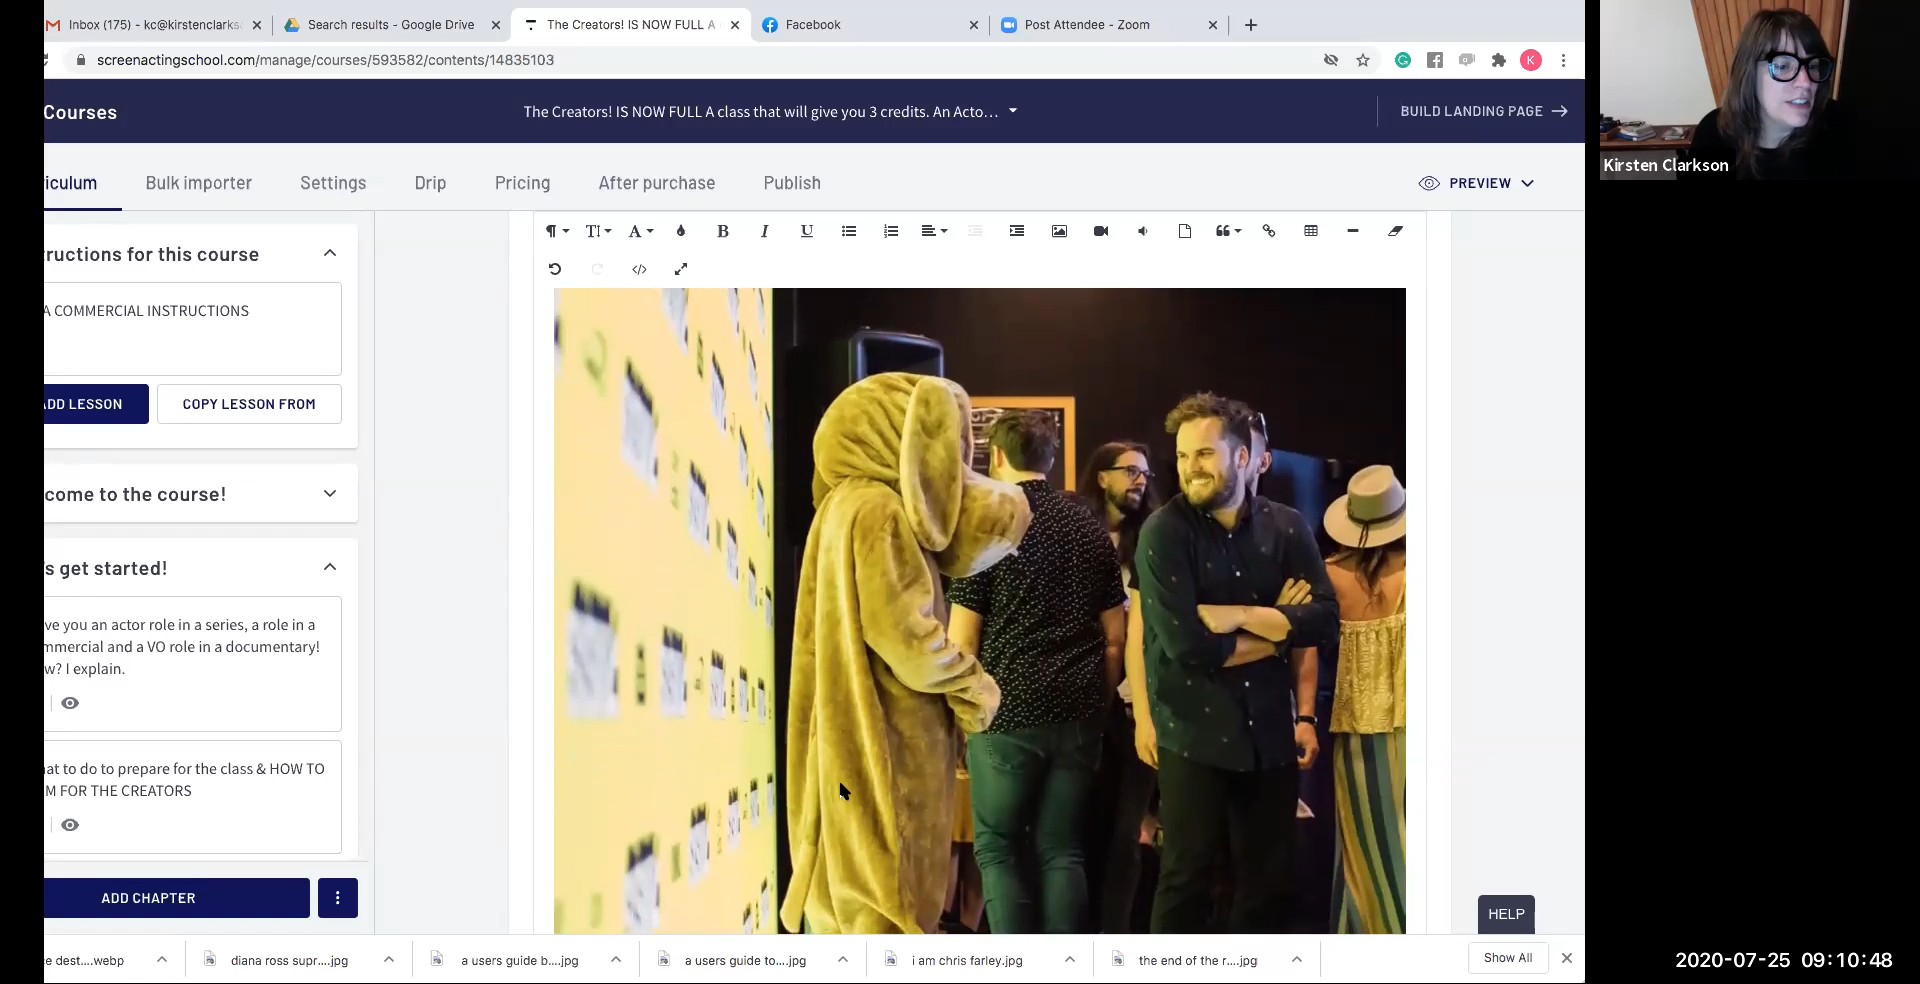 Inbox (175) - kc@kirstenclarks
Search results - Google Drive
The Creators! IS NOW FULL A
Facebook
Post Attendee - Zoom
screenactingschool.com/manage/courses/593582/contents/14835103
K
Courses
The Creators! IS NOW FULL A class that will give you 3 credits. An Acto...
BUILD LANDING PAGE
iculum
Bulk importer
Settings
Drip
Pricing
After purchase
Publish
PREVIEW
tructions for this course
A COMMERCIAL INSTRUCTIONS
ADD LESSON
COPY LESSON FROM
come to the course!
s get started!
ve you an actor role in a series, a role in a
mmercial and a VO role in a documentary!
w? I explain.
at to do to prepare for the class & HOW TO
M FOR THE CREATORS
ADD CHAPTER
HELP
e dest....webp
diana ross supr....jpg
a users guide b....jpg
a users guide to....jpg
i am chris farley.jpg
the end of the r....jpg
Show All
Kirsten Clarkson
2020-07-25 09:10:48